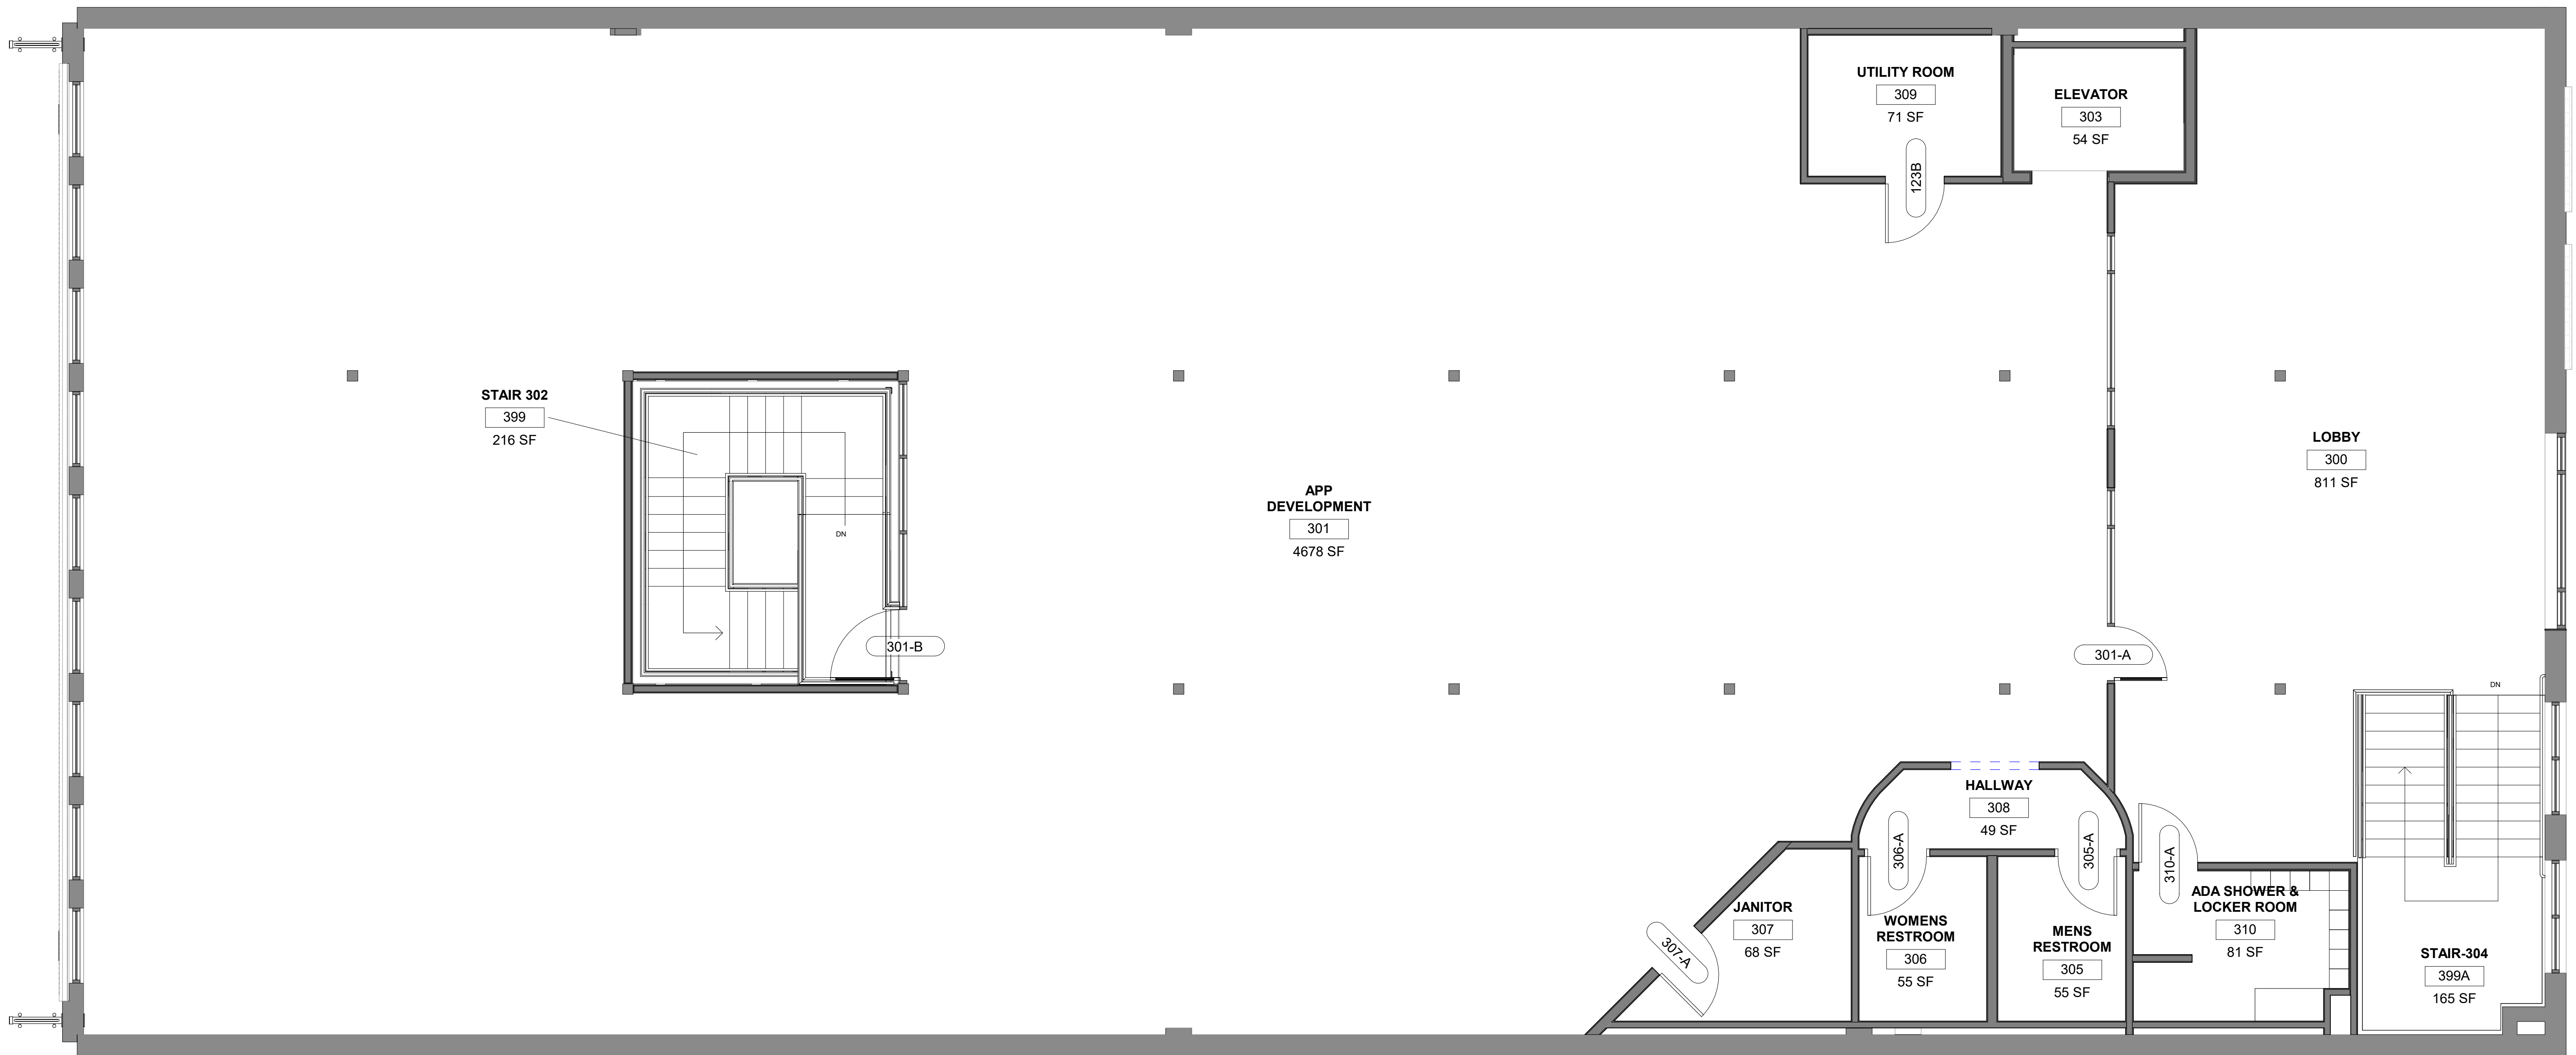 UTILITY ROOM
309
71 SF
123B
ELEVATOR
303
54 SF
STAIR 302
399
216 SF
DN
301-B
APP
DEVELOPMENT
301
4678 SF
LOBBY
300
811 SF
301-A
DN
HALLWAY
308
49 SF
306-A
305-A
310-A
307-A
JANITOR
307
68 SF
WOMENS
RESTROOM
306
55 SF
MENS
RESTROOM
305
55 SF
ADA SHOWER &
LOCKER ROOM
310
81 SF
STAIR-304
399A
165 SF